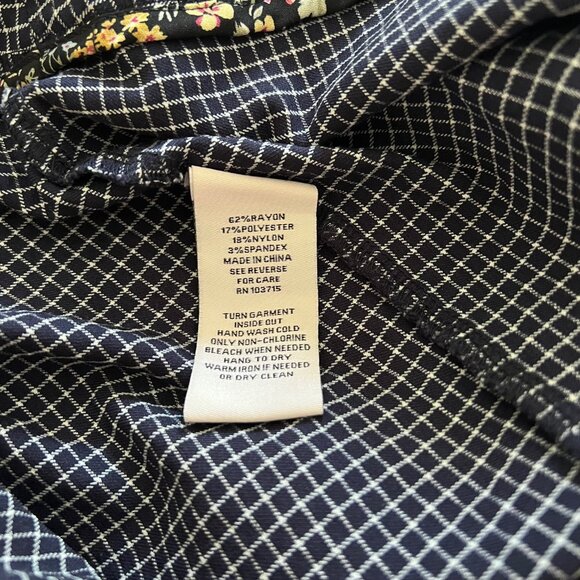 62%RAYON
17%POLYESTER
18%NYLON
3%SPANDEX
MADE IN CHINA
SEE REVERSE
FOR CARE
RN 103715
TURN GARMENT
INSIDE OUT
HAND WASH COLD
ONLY NON-CHLORINE
BLEACH WHEN NEEDED
HANG TO DRY
WARM IRON IF NEEDED
OR DRY CLEAN